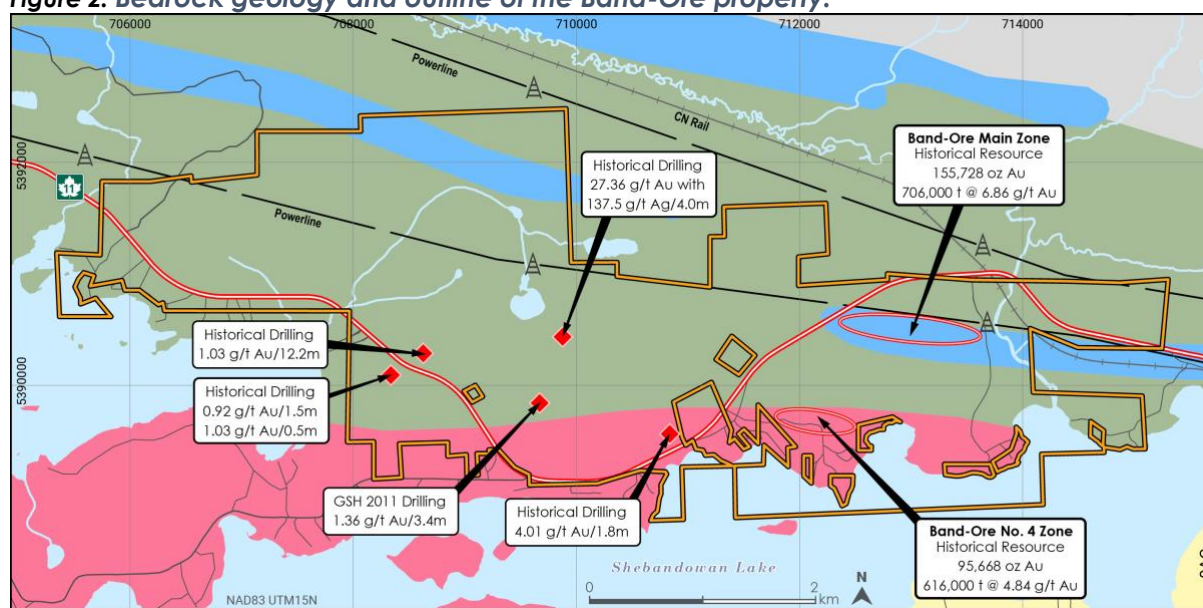 Figure 2. Bedrock geology and outline of the Band-Ore property.
706000
708000
710000
712000
714000
5392000
5390000
11
Powerline
CN Rail
Powerline
Historical Drilling
27.36 g/t Au with
137.5 g/t Ag/4.0m
Band-Ore Main Zone
Historical Resource
155,728 oz Au
706,000 t @ 6.86 g/t Au
Historical Drilling
1.03 g/t Au/12.2m
Historical Drilling
0.92 g/t Au/1.5m
1.03 g/t Au/0.5m
GSH 2011 Drilling
1.36 g/t Au/3.4m
Historical Drilling
4.01 g/t Au/1.8m
Band-Ore No. 4 Zone
Historical Resource
95,668 oz Au
616,000 t @ 4.84 g/t Au
Shebandowan Lake
NAD83 UTM15N
0
2
km
N